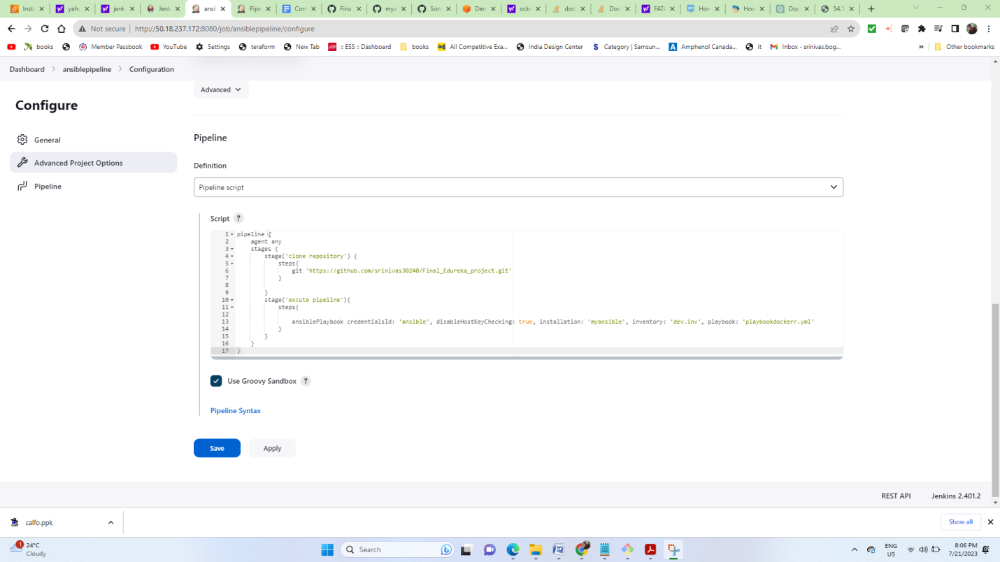 Insta
yaho
jenk
Jenk
ansi
Pipe
Con
Fina
mya
Son
Den
ocke
docl
Doc
FATA
How
How
Doc
54.1
Not secure
http://50.18.237.172:8080/job/ansiblepipeline/configure
books
Member Passbook
YouTube
Settings
teraform
New Tab
:: ESS :: Dashboard
books
All Competitive Exa...
India Design Center
S Category | Samsun...
A Amphenol Canada...
it
Inbox - srinivas.bog...
»
Other bookmarks
Dashboard > ansiblepipeline > Configuration
Advanced
Configure
General
Advanced Project Options
Pipeline
Pipeline
Definition
Pipeline script
Script ?
1 pipeline {
2 agent any
3 stages {
4 stage('clone repository') {
5 steps{
6 git 'https://github.com/srinivas30240/Final_Edureka_project.git'
7 }
8
9 }
10 stage('excute pipeline'){
11 steps{
12
13 ansiblePlaybook credentialsId: 'ansible', disableHostKeyChecking: true, installation: 'myansible', inventory: 'dev.inv', playbook: 'playbookdockerr.yml'
14 }
15 }
16 }
17 }
Use Groovy Sandbox ?
Pipeline Syntax
Save
Apply
REST API
Jenkins 2.401.2
calfo.ppk
Show all
1
24°C
Cloudy
Search
ENG
US
8:06 PM
7/21/2023